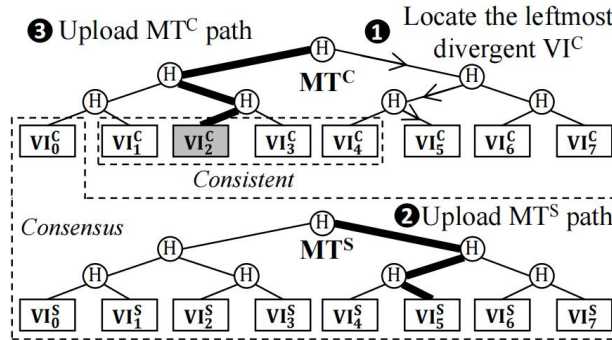 ❸ Upload MT^C path
❶ Locate the leftmost
divergent VI^C
H
MT^C
H H
H H H H
VI_0^C VI_1^C VI_2^C VI_3^C VI_4^C VI_5^C VI_6^C VI_7^C
Consistent
Consensus
❷ Upload MT^S path
H
MT^S
H H
H H H H
VI_0^S VI_1^S VI_2^S VI_3^S VI_4^S VI_5^S VI_6^S VI_7^S